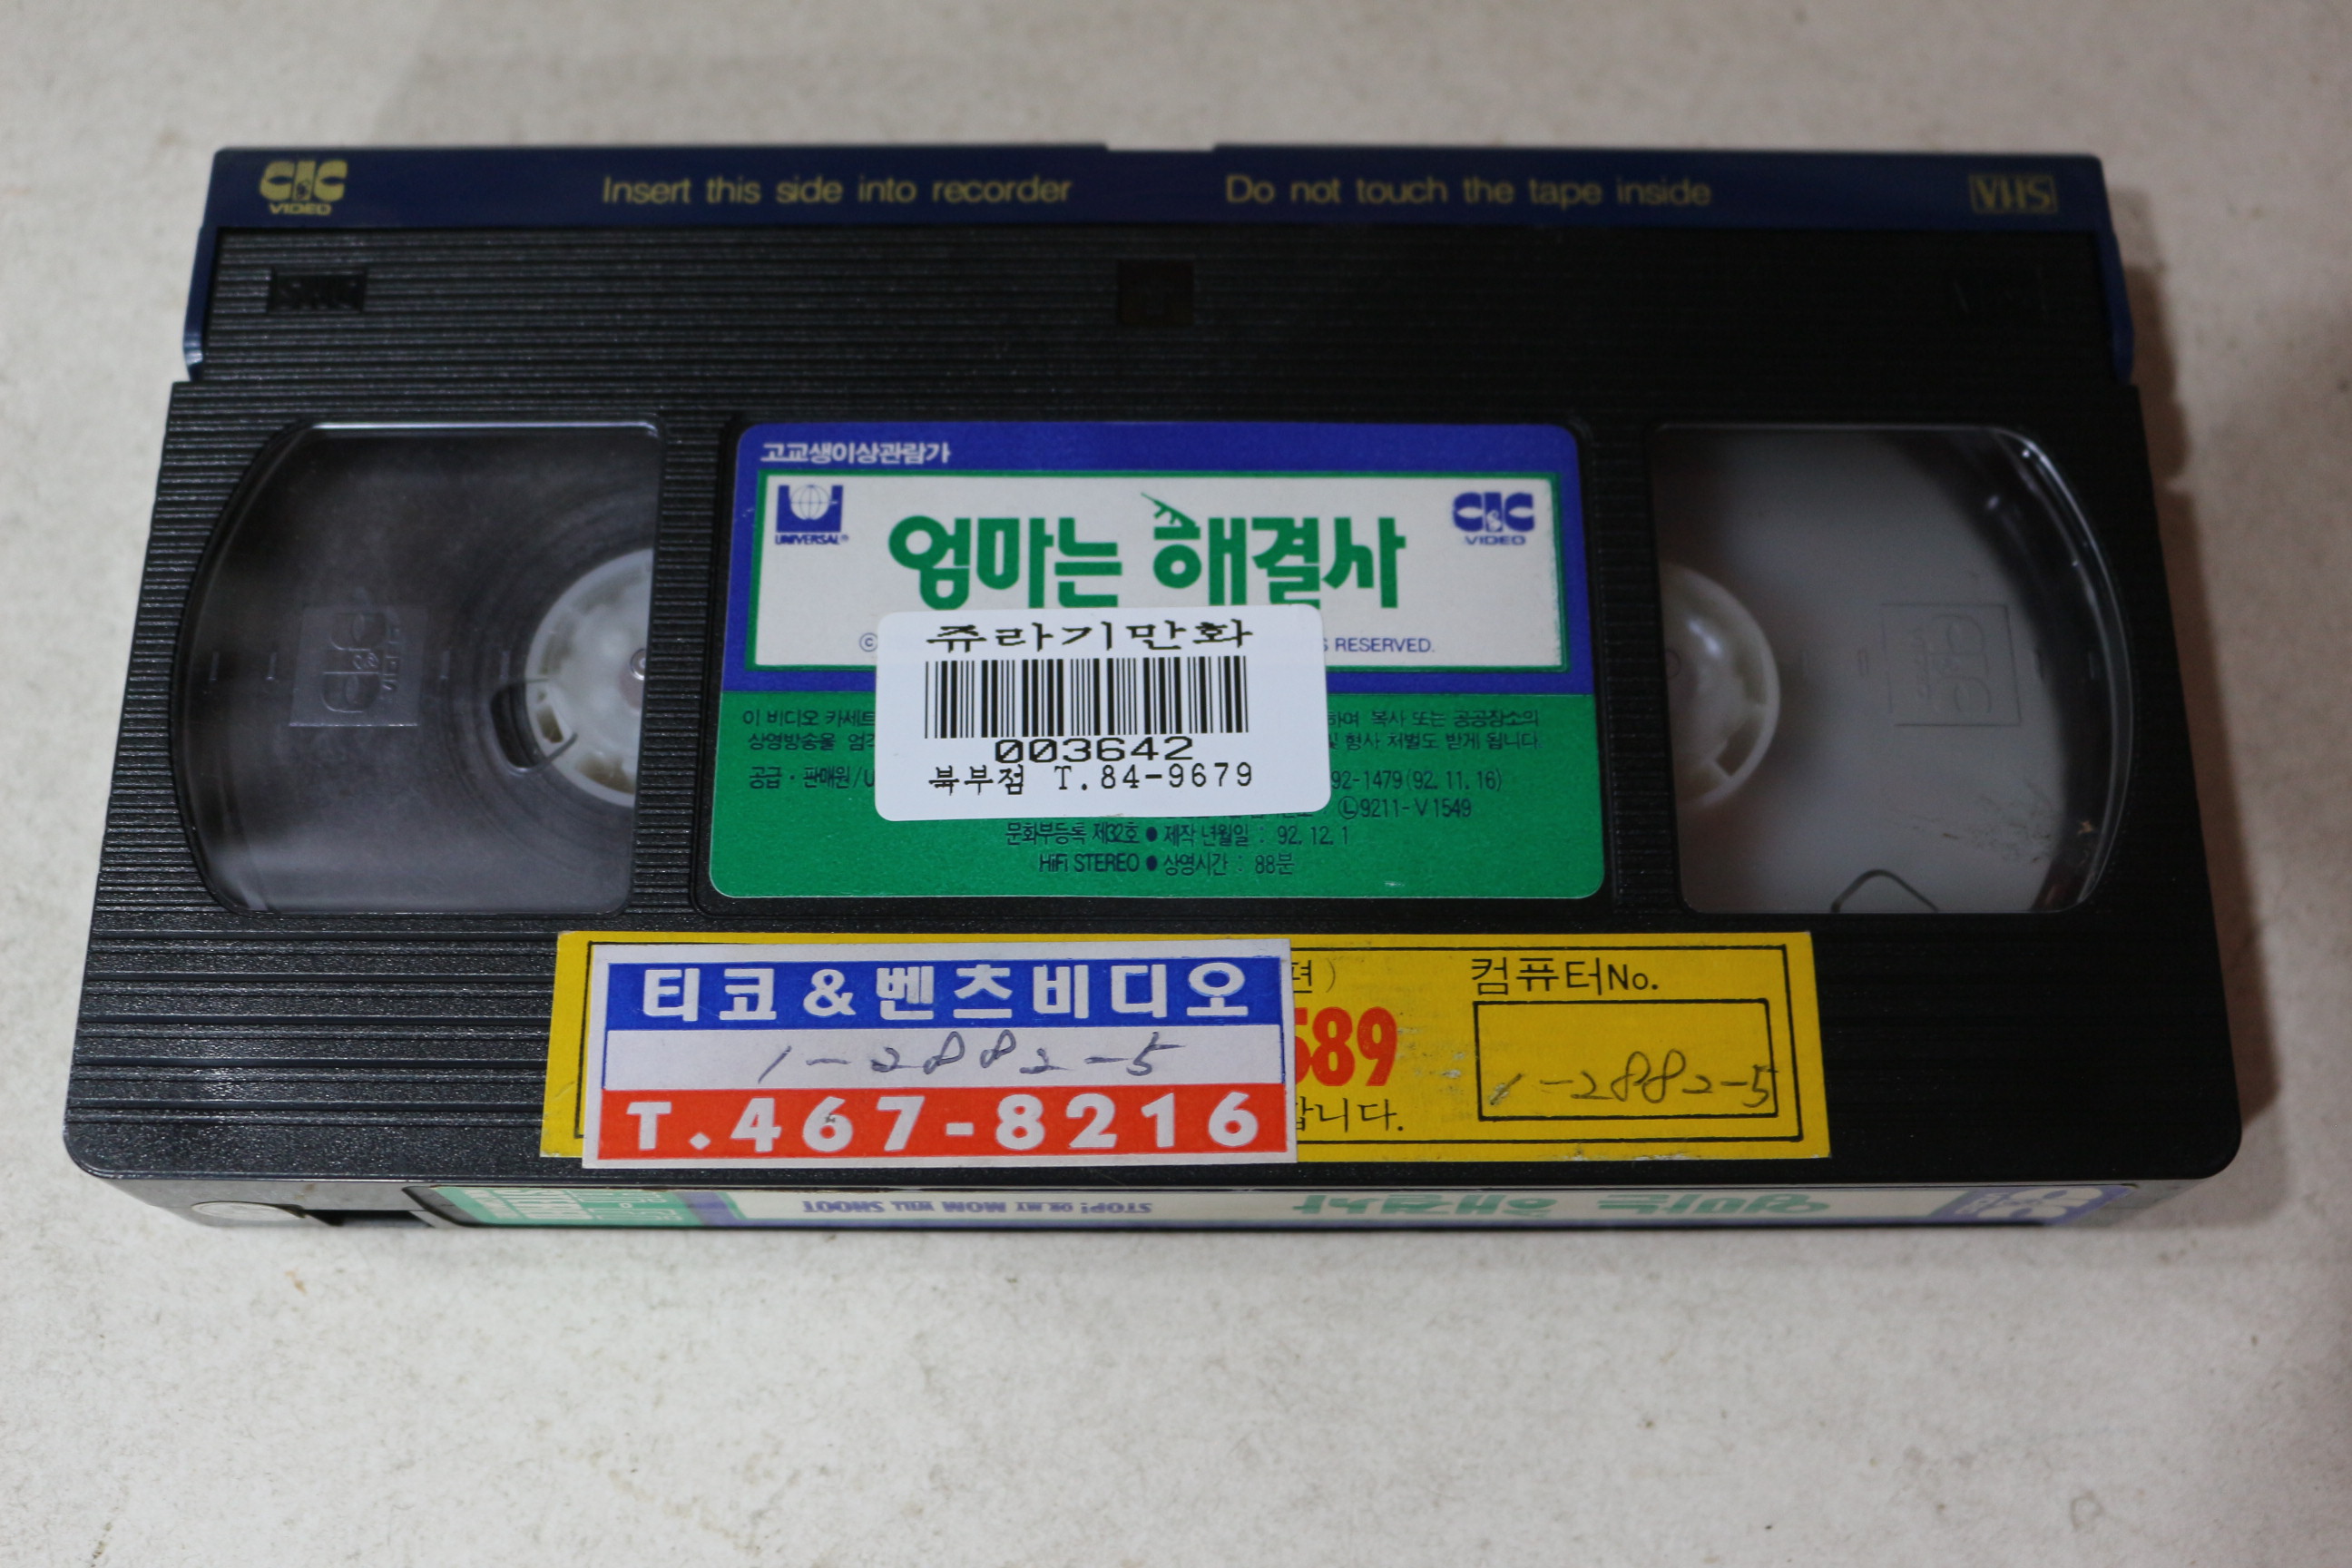 CIC VIDEO
Insert this side into recorder
Do not touch the tape inside
VHS
고교생이상관람가
UNIVERSAL®
엄마는 해결사
CIC VIDEO
©
RESERVED.
쥬라기만화
003642
북부점 T.84-9679
이 비디오 카세트
하여 복사 또는 공공장소의
상영방송물
형사 처벌도 받게 됩니다.
공급·판매원/U
92-1479 (92. 11. 16)
Ⓛ9211-V1549
문화부등록 제32호 ● 제작 년월일 : 92. 12. 1
HiFi STEREO ● 상영시간 : 88분
티코&벤츠비디오
1-2882-5
T.467-8216
편)
589
합니다.
컴퓨터No.
1-2882-5
STOP! OR MY MOM WILL SHOOT
엄마는 해결사